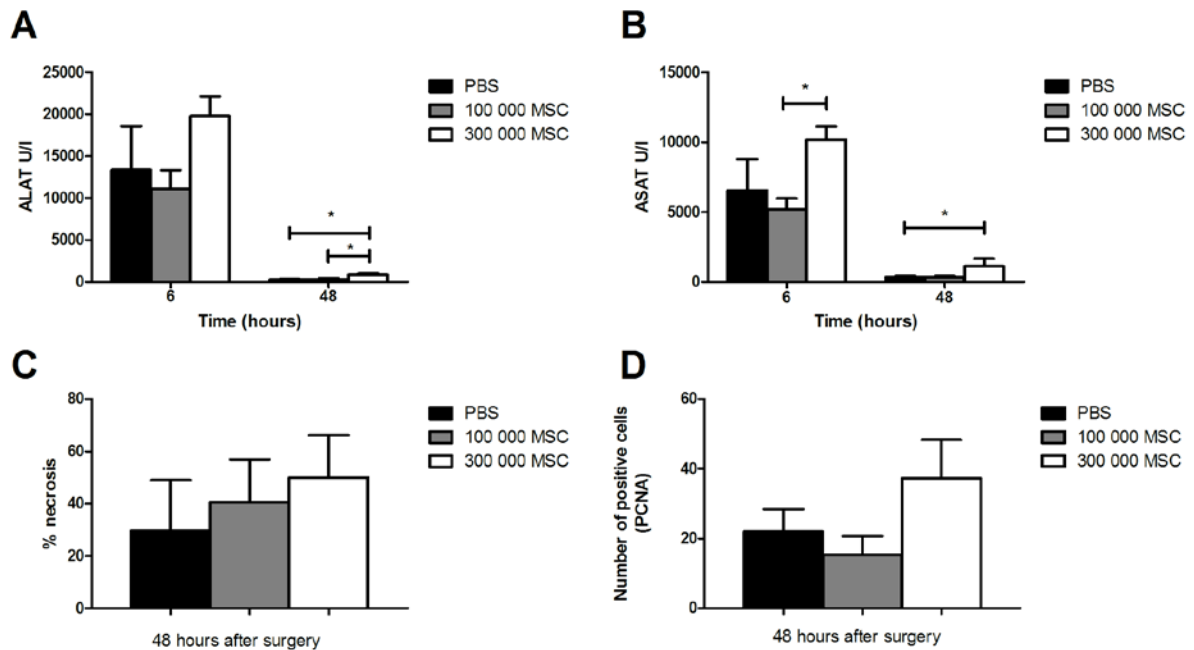 A
ALAT U/I
25000
20000
15000
10000
5000
0
6
48
Time (hours)
*
*
PBS
100 000 MSC
300 000 MSC
B
ASAT U/I
15000
10000
5000
0
6
48
Time (hours)
*
*
PBS
100 000 MSC
300 000 MSC
C
% necrosis
80
60
40
20
0
48 hours after surgery
PBS
100 000 MSC
300 000 MSC
D
Number of positive cells
(PCNA)
60
40
20
0
48 hours after surgery
PBS
100 000 MSC
300 000 MSC